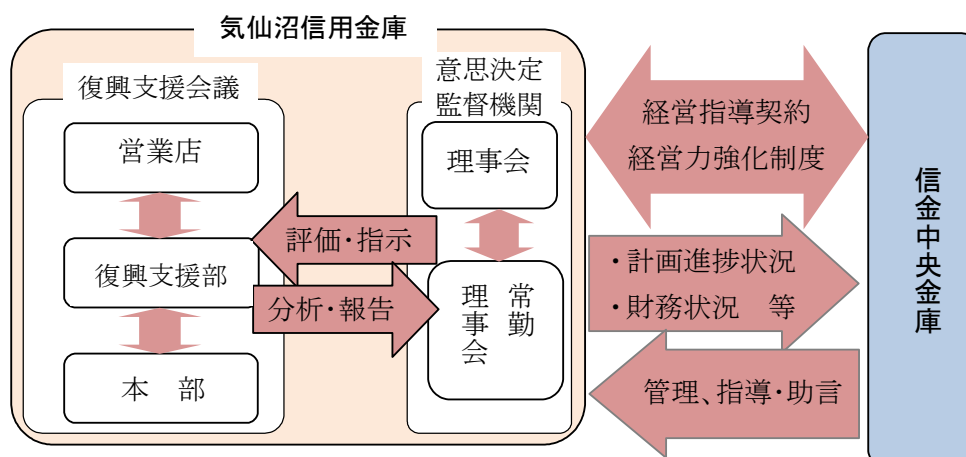 気仙沼信用金庫
復興支援会議
営業店
復興支援部
本　部
意思決定
監督機関
理事会
常勤
理事会
評価・指示
分析・報告
経営指導契約
経営力強化制度
・計画進捗状況
・財務状況　等
管理、指導・助言
信金中央金庫